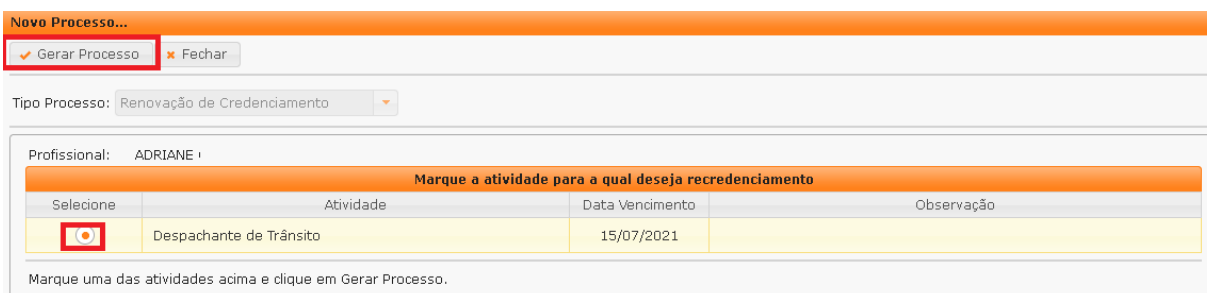 Novo Processo...
Gerar Processo Fechar
Tipo Processo: Renovação de Credenciamento
Profissional: ADRIANE
Marque a atividade para a qual deseja recredenciamento
Selecione Atividade Data Vencimento Observação
Despachante de Trânsito 15/07/2021
Marque uma das atividades acima e clique em Gerar Processo.